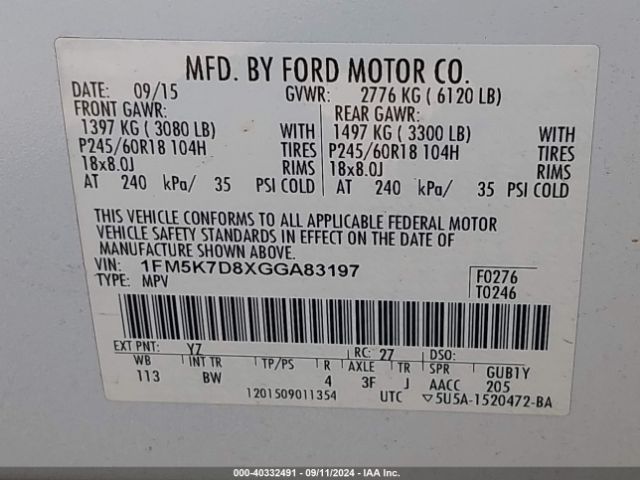 MFD. BY FORD MOTOR CO.
DATE: 09/15 GVWR: 2776 KG ( 6120 LB)
FRONT GAWR: REAR GAWR:
1397 KG ( 3080 LB) WITH 1497 KG ( 3300 LB) WITH
P245/60R18 104H TIRES P245/60R18 104H TIRES
18x8.0J RIMS 18x8.0J RIMS
AT 240 kPa/ 35 PSI COLD AT 240 kPa/ 35 PSI COLD
THIS VEHICLE CONFORMS TO ALL APPLICABLE FEDERAL MOTOR
VEHICLE SAFETY STANDARDS IN EFFECT ON THE DATE OF
MANUFACTURE SHOWN ABOVE.
VIN: 1FM5K7D8XGGA83197 F0276
TYPE: MPV T0246
EXT PNT: YZ RC: 27 DSO:
WB INT TR TP/PS R AXLE TR SPR GUB1Y
113 BW 4 3F J AACC 205
1201509011354 UTC ▽5U5A-1520472-BA
000 - 40332491 - 09/11/2024 - IAA Inc.